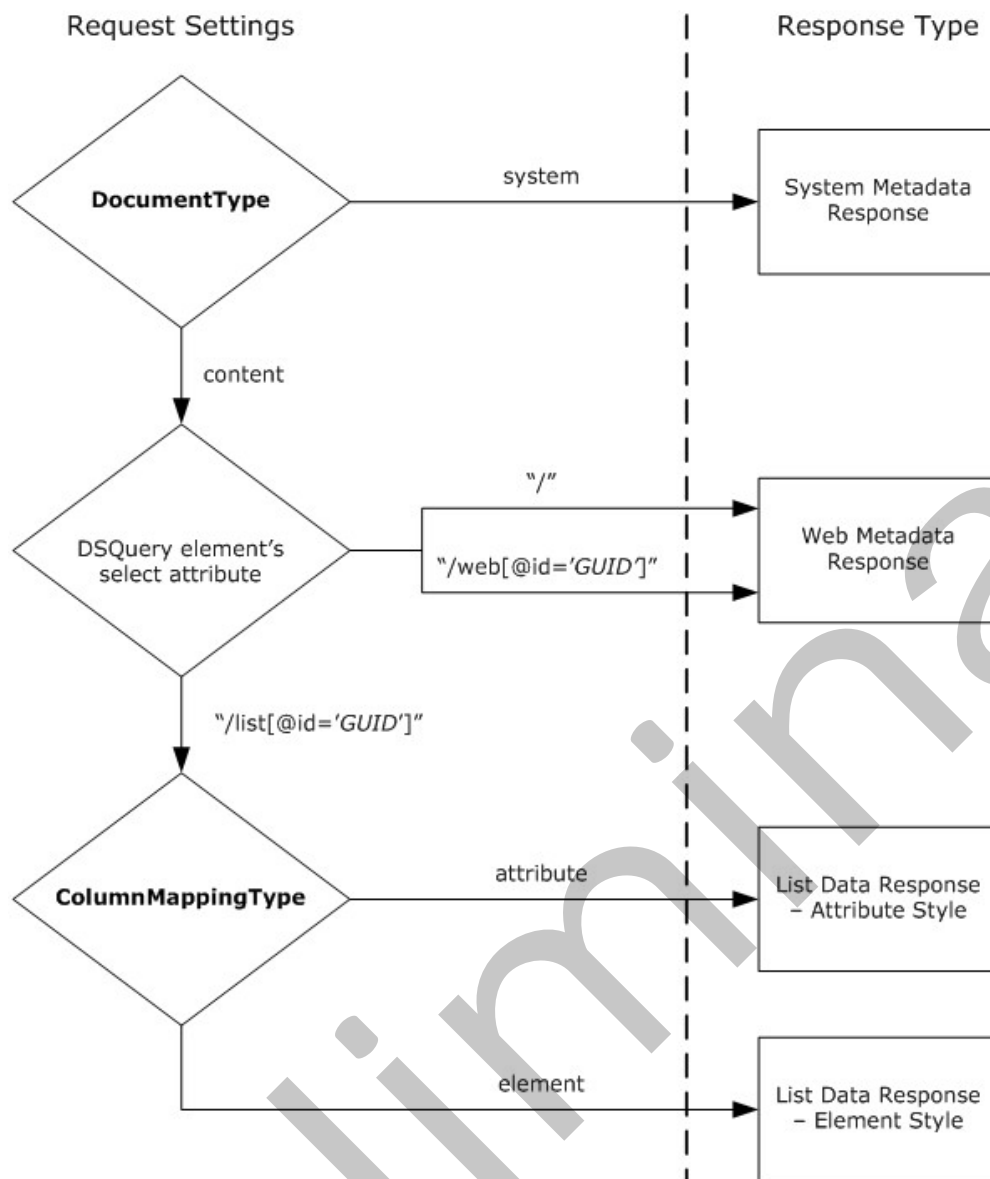 Request Settings
Response Type
DocumentType
system
System Metadata
Response
content
DSQuery element's
select attribute
“/”
“/web[@id='GUID']”
Web Metadata
Response
“/list[@id='GUID']”
ColumnMappingType
attribute
List Data Response
– Attribute Style
element
List Data Response
– Element Style